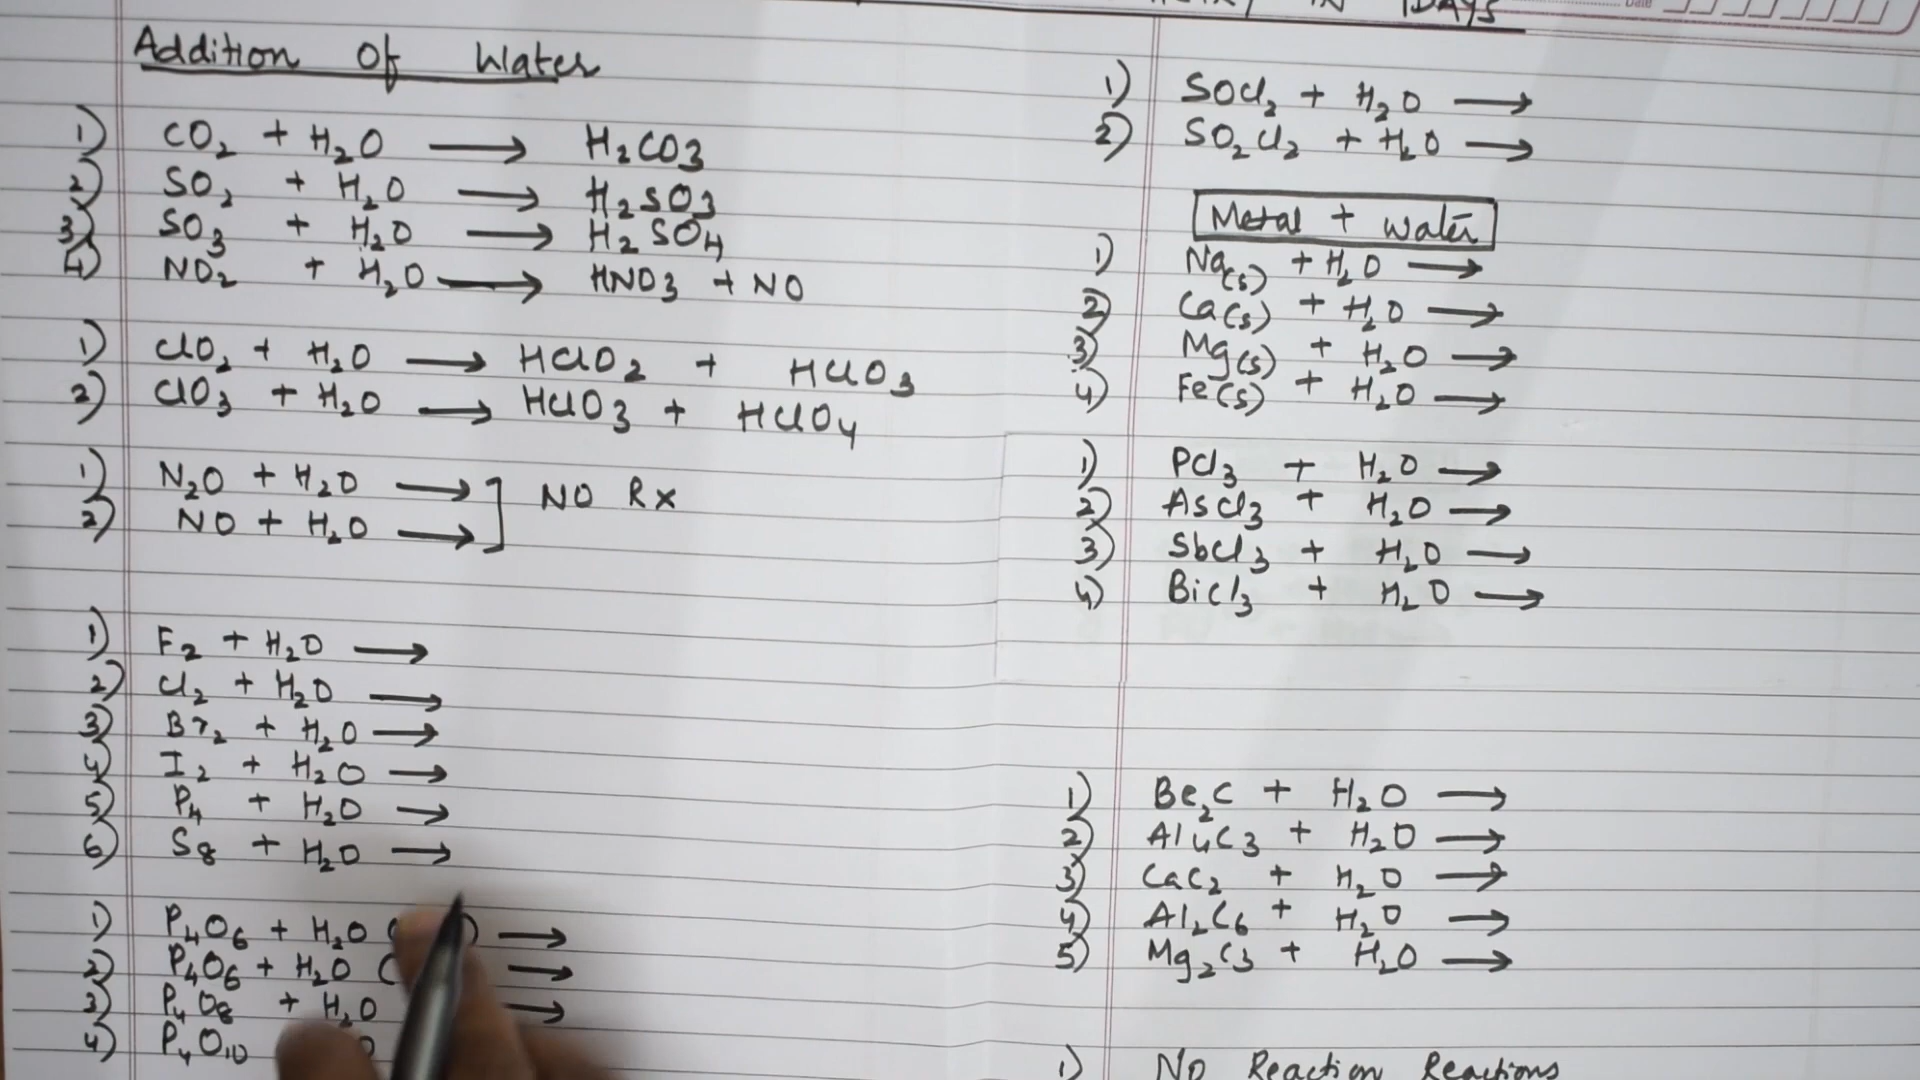 IN 1DAYS
Date
Addition Of Water
1) CO₂ + H₂O ⟶ H₂CO3
2) SO₂ + H₂O ⟶ H₂SO3
3) SO₃ + H₂O ⟶ H₂SO4
4) NO₂ + H₂O ⟶ HNO3 + NO
1) ClO₂ + H₂O ⟶ HClO₂ + HClO₃
2) ClO₃ + H₂O ⟶ HClO3 + HClO₄
1) N₂O + H₂O ⟶ ] NO Rx
2) NO + H₂O ⟶
1) F₂ + H₂O ⟶
2) Cl₂ + H₂O ⟶
3) Br₂ + H₂O ⟶
4) I₂ + H₂O ⟶
5) P₄ + H₂O ⟶
6) S₈ + H₂O ⟶
1) P₄O₆ + H₂O ( ) ⟶
2) P₄O₆ + H₂O ( ⟶
3) P₄O₈ + H₂O ⟶
4) P₄O₁₀
1) SOCl₂ + H₂O ⟶
2) SO₂Cl₂ + H₂O ⟶
Metal + water
1) Na(s) + H₂O ⟶
2) Ca(s) + H₂O ⟶
3) Mg(s) + H₂O ⟶
4) Fe(s) + H₂O ⟶
1) PCl₃ + H₂O ⟶
2) AsCl₃ + H₂O ⟶
3) SbCl₃ + H₂O ⟶
4) BiCl₃ + H₂O ⟶
1) Be₂C + H₂O ⟶
2) Al₄C₃ + H₂O ⟶
3) CaC₂ + H₂O ⟶
4) Al₂C₆ + H₂O ⟶
5) Mg₂C₃ + H₂O ⟶
1) No Reaction Reactions